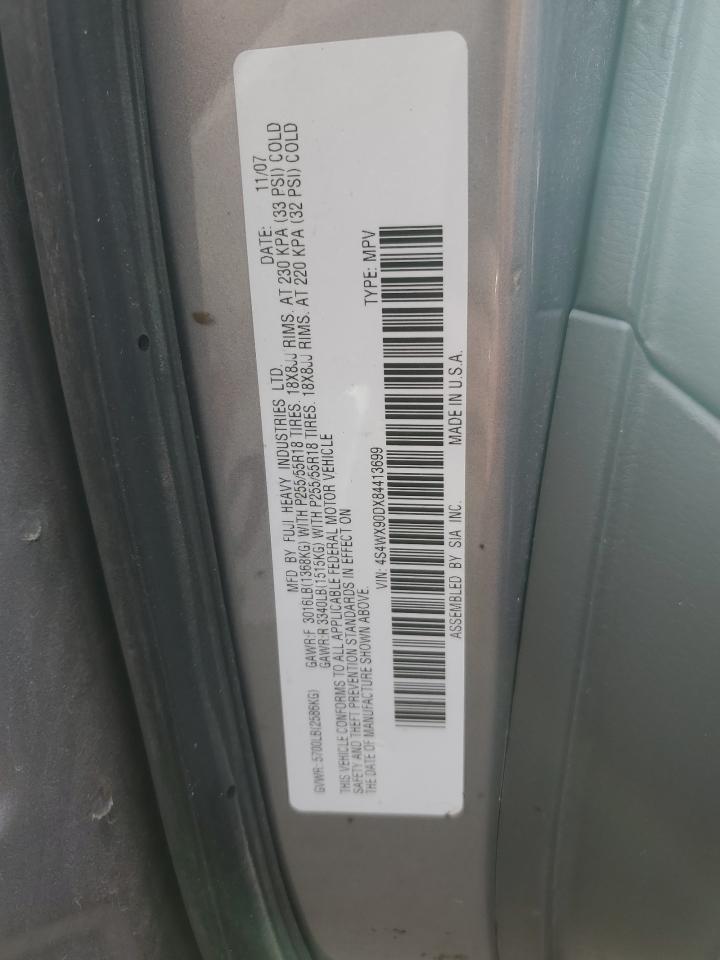 MFD BY FUJI HEAVY INDUSTRIES LTD. DATE: 11/07
GVWR: 5700LB(2586KG) GAWR:F 3016LB(1368KG) WITH P255/55R18 TIRES. 18X8JJ RIMS. AT 230 KPA (33 PSI) COLD
GAWR:R 3340LB(1515KG) WITH P255/55R18 TIRES. 18X8JJ RIMS. AT 220 KPA (32 PSI) COLD
THIS VEHICLE CONFORMS TO ALL APPLICABLE FEDERAL MOTOR VEHICLE
SAFETY AND THEFT PREVENTION STANDARDS IN EFFECT ON
THE DATE OF MANUFACTURE SHOWN ABOVE.
VIN: 4S4WX90DX84413699 TYPE: MPV
ASSEMBLED BY SIA INC. MADE IN U.S.A.